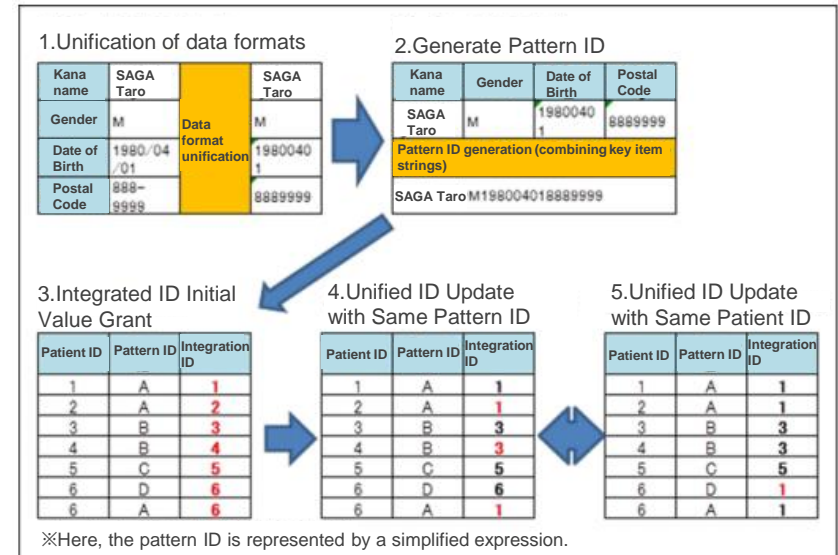 1.Unification of data formats
Kana name SAGA Taro Data format unification SAGA Taro
Gender M M
Date of Birth 1980/04/01 19800401
Postal Code 888-9999 8889999
2.Generate Pattern ID
Kana name Gender Date of Birth Postal Code
SAGA Taro M 19800401 8889999
Pattern ID generation (combining key item strings)
SAGA Taro M198004018889999
3.Integrated ID Initial
Value Grant
Patient ID Pattern ID Integration ID
1 A 1
2 A 2
3 B 3
4 B 4
5 C 5
6 D 6
6 A 6
4.Unified ID Update
with Same Pattern ID
Patient ID Pattern ID Integration ID
1 A 1
2 A 1
3 B 3
4 B 3
5 C 5
6 D 6
6 A 1
5.Unified ID Update
with Same Patient ID
Patient ID Pattern ID Integration ID
1 A 1
2 A 1
3 B 3
4 B 3
5 C 5
6 D 1
6 A 1
※Here, the pattern ID is represented by a simplified expression.